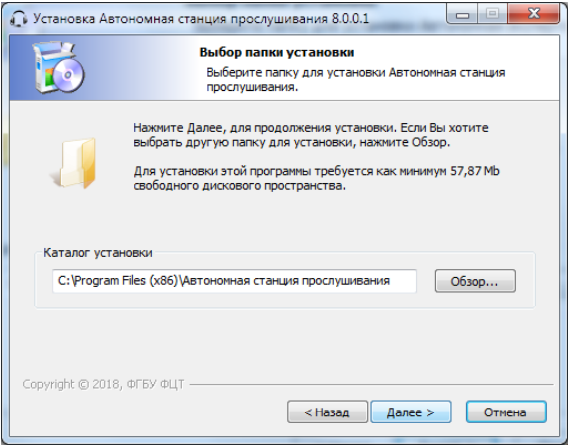 Установка Автономная станция прослушивания 8.0.0.1
Выбор папки установки
Выберите папку для установки Автономная станция
прослушивания.
Нажмите Далее, для продолжения установки. Если Вы хотите
выбрать другую папку для установки, нажмите Обзор.
Для установки этой программы требуется как минимум 57,87 Mb
свободного дискового пространства.
Каталог установки
C:\Program Files (x86)\Автономная станция прослушивания
Обзор...
Copyright © 2018, ФГБУ ФЦТ
< Назад
Далее >
Отмена